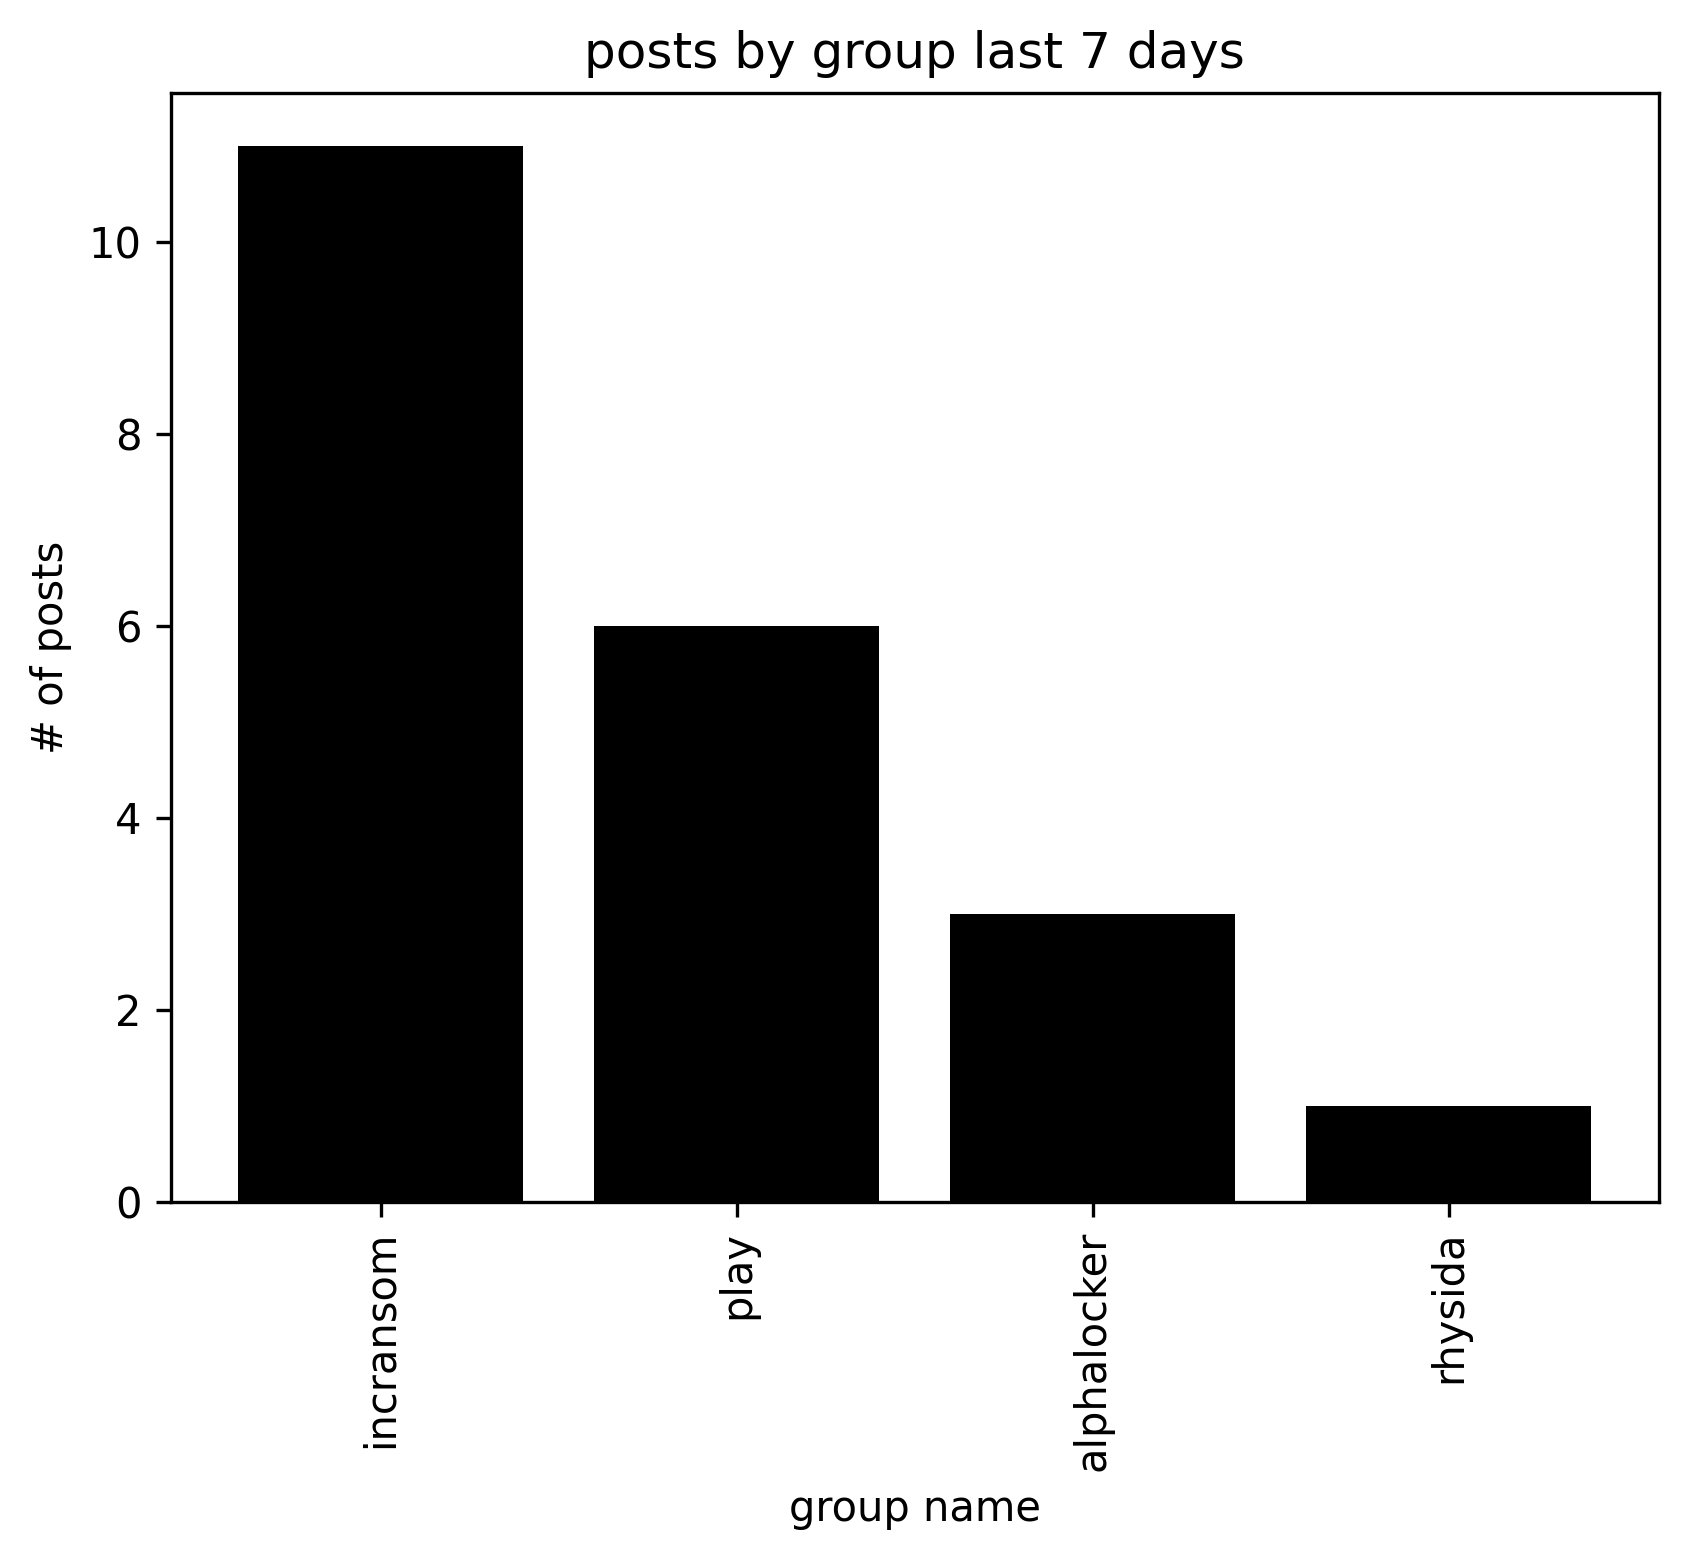 posts by group last 7 days
# of posts
10
8
6
4
2
0
incransom
play
alphalocker
rhysida
group name